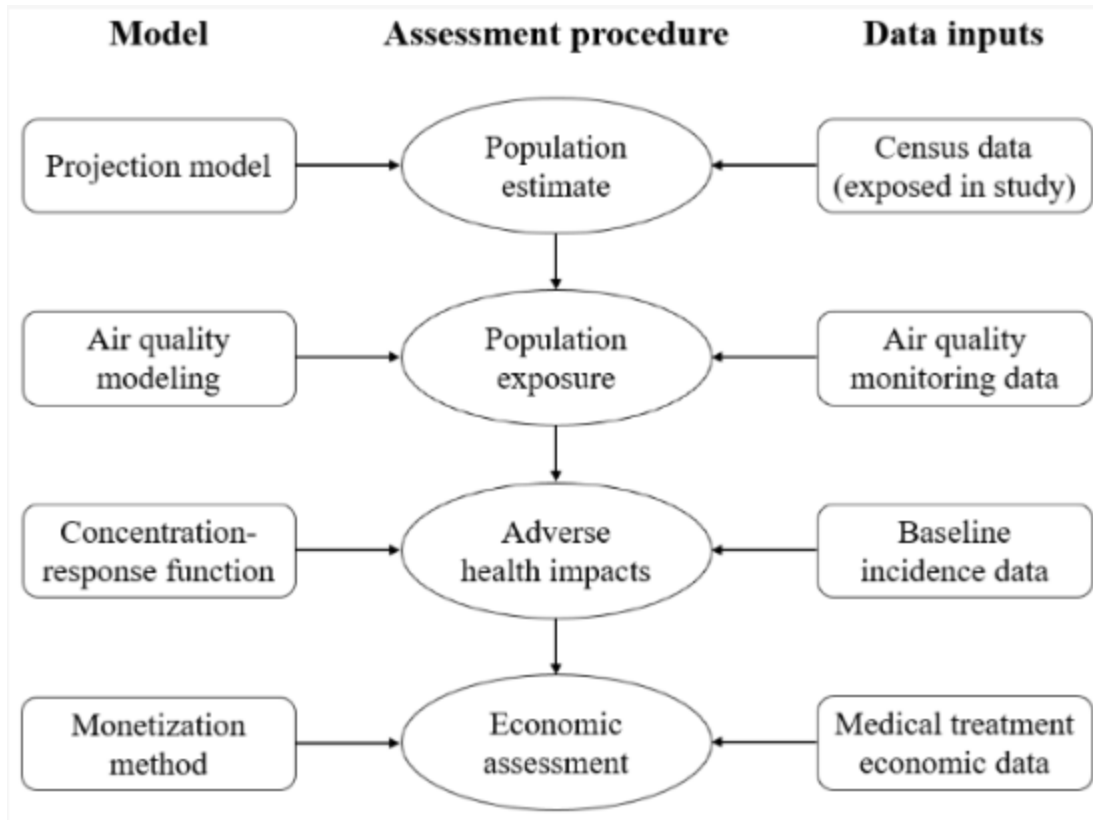 Model
Assessment procedure
Data inputs
Projection model
Population
estimate
Census data
(exposed in study)
Air quality
modeling
Population
exposure
Air quality
monitoring data
Concentration-
response function
Adverse
health impacts
Baseline
incidence data
Monetization
method
Economic
assessment
Medical treatment
economic data